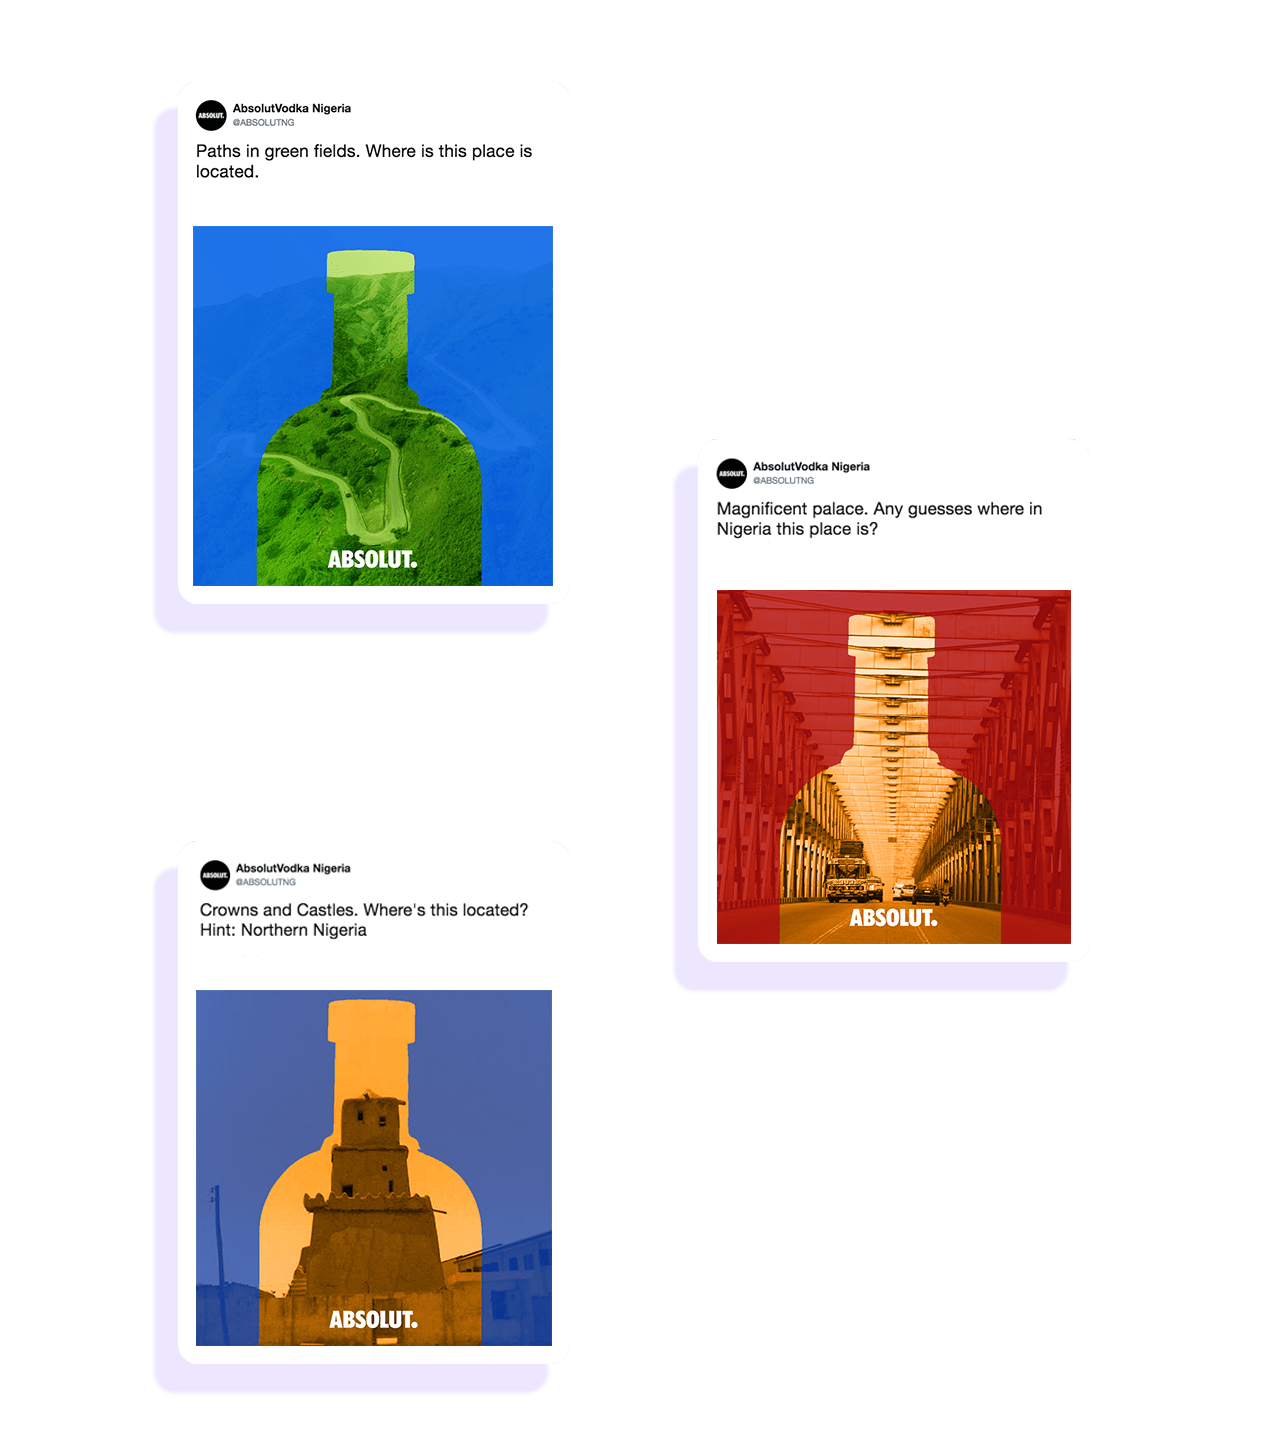 ABSOLUT.
AbsolutVodka Nigeria
@ABSOLUTNG
Paths in green fields. Where is this place is
located.
ABSOLUT.
ABSOLUT.
AbsolutVodka Nigeria
@ABSOLUTNG
Magnificent palace. Any guesses where in
Nigeria this place is?
ABSOLUT.
ABSOLUT.
AbsolutVodka Nigeria
@ABSOLUTNG
Crowns and Castles. Where's this located?
Hint: Northern Nigeria
ABSOLUT.